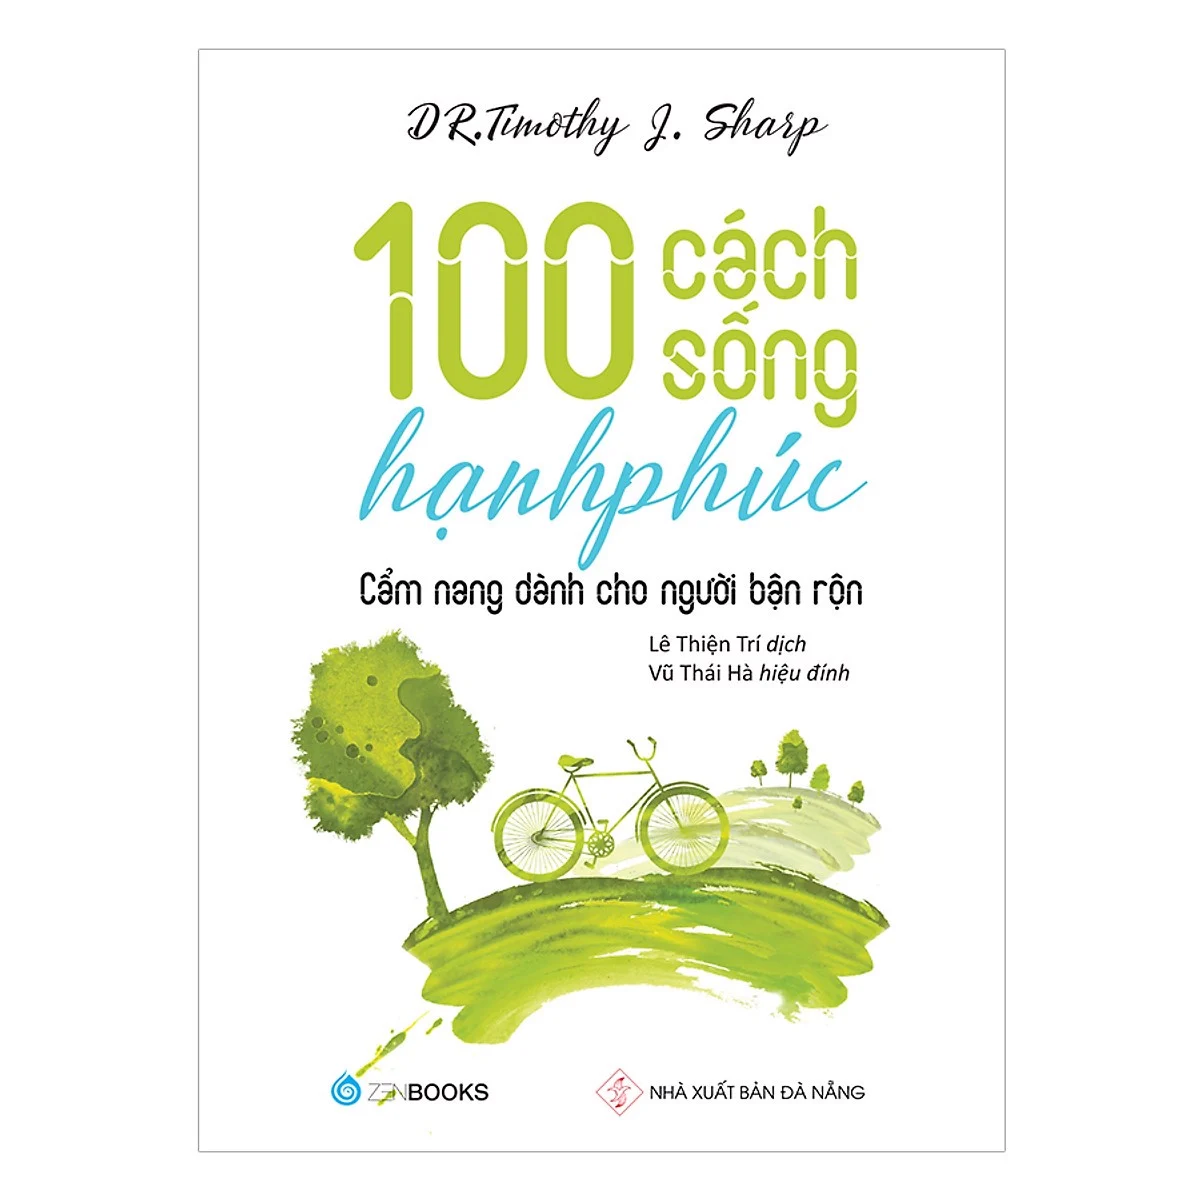 DR.Timothy J. Sharp
100 cách sống
hạnhphúc
Cẩm nang dành cho người bận rộn
Lê Thiện Trí dịch
Vũ Thái Hà hiệu đính
ZENBOOKS
NHÀ XUẤT BẢN ĐÀ NẴNG